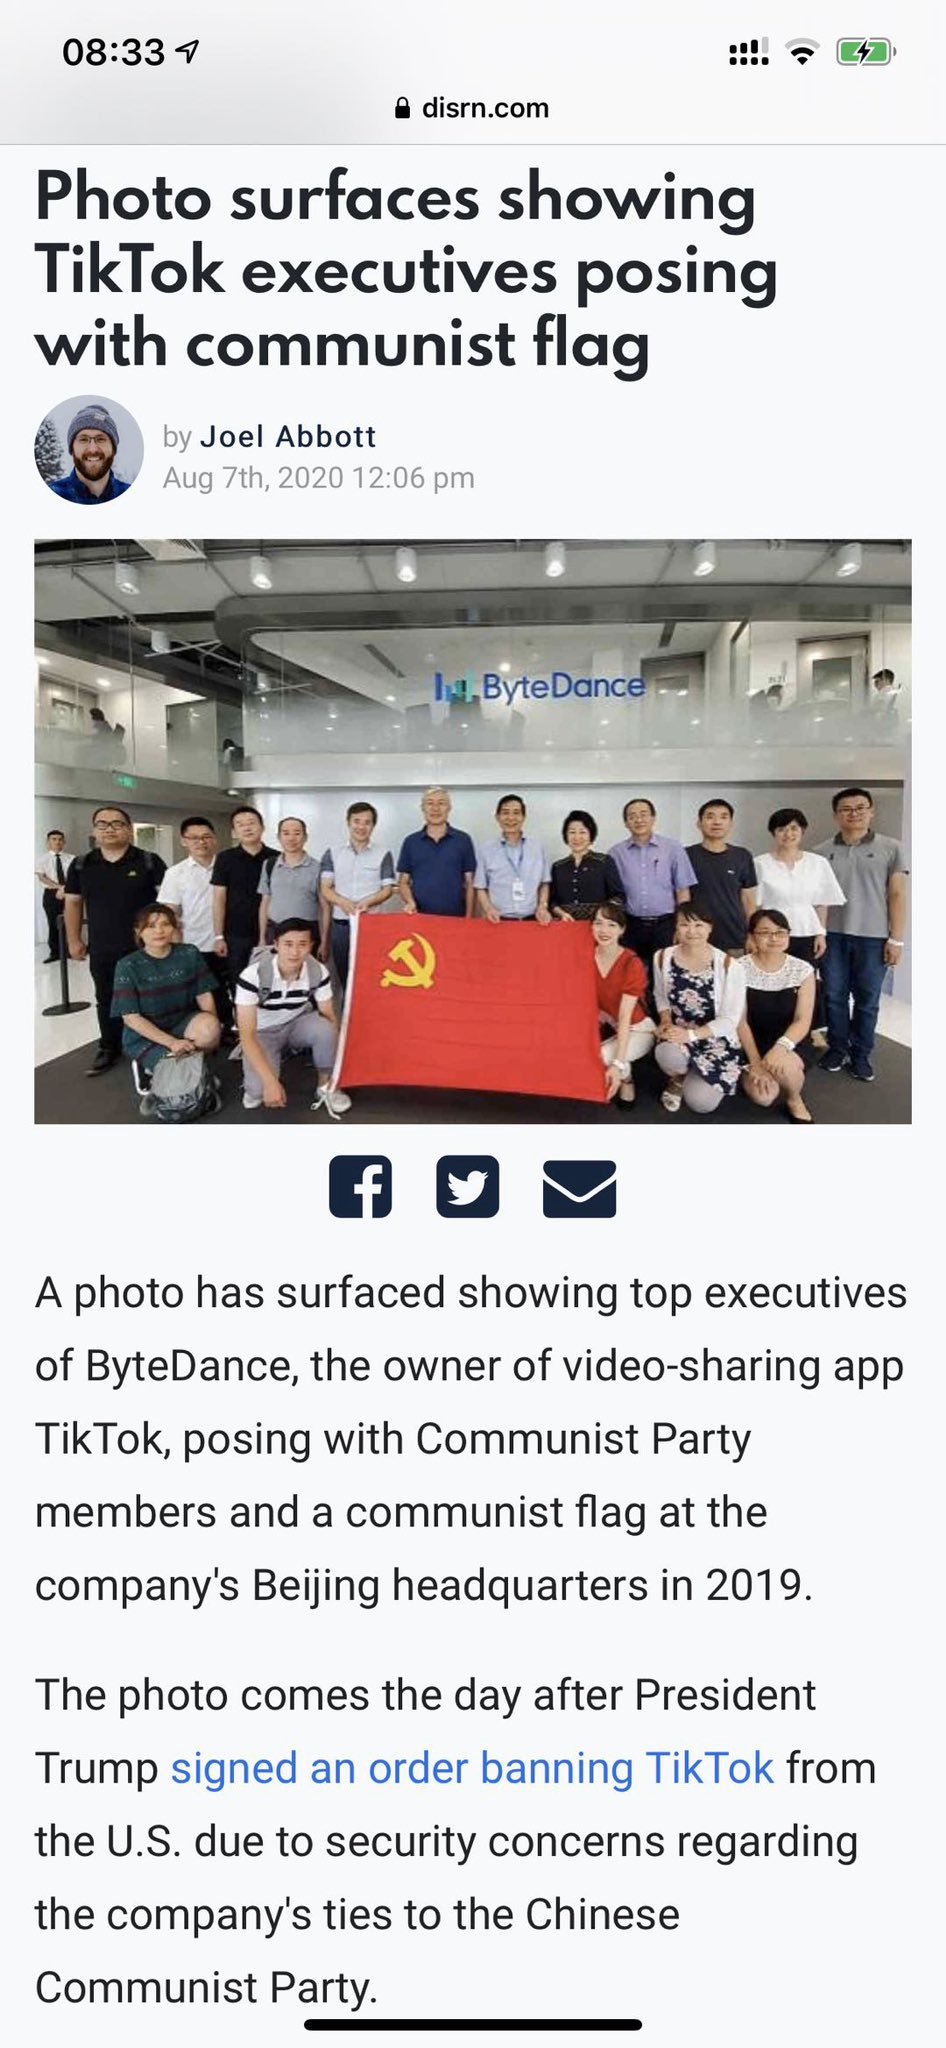 08:33
disrn.com
Photo surfaces showing
TikTok executives posing
with communist flag
by Joel Abbott
Aug 7th, 2020 12:06 pm
ByteDance
A photo has surfaced showing top executives
of ByteDance, the owner of video-sharing app
TikTok, posing with Communist Party
members and a communist flag at the
company's Beijing headquarters in 2019.
The photo comes the day after President
Trump signed an order banning TikTok from
the U.S. due to security concerns regarding
the company's ties to the Chinese
Communist Party.